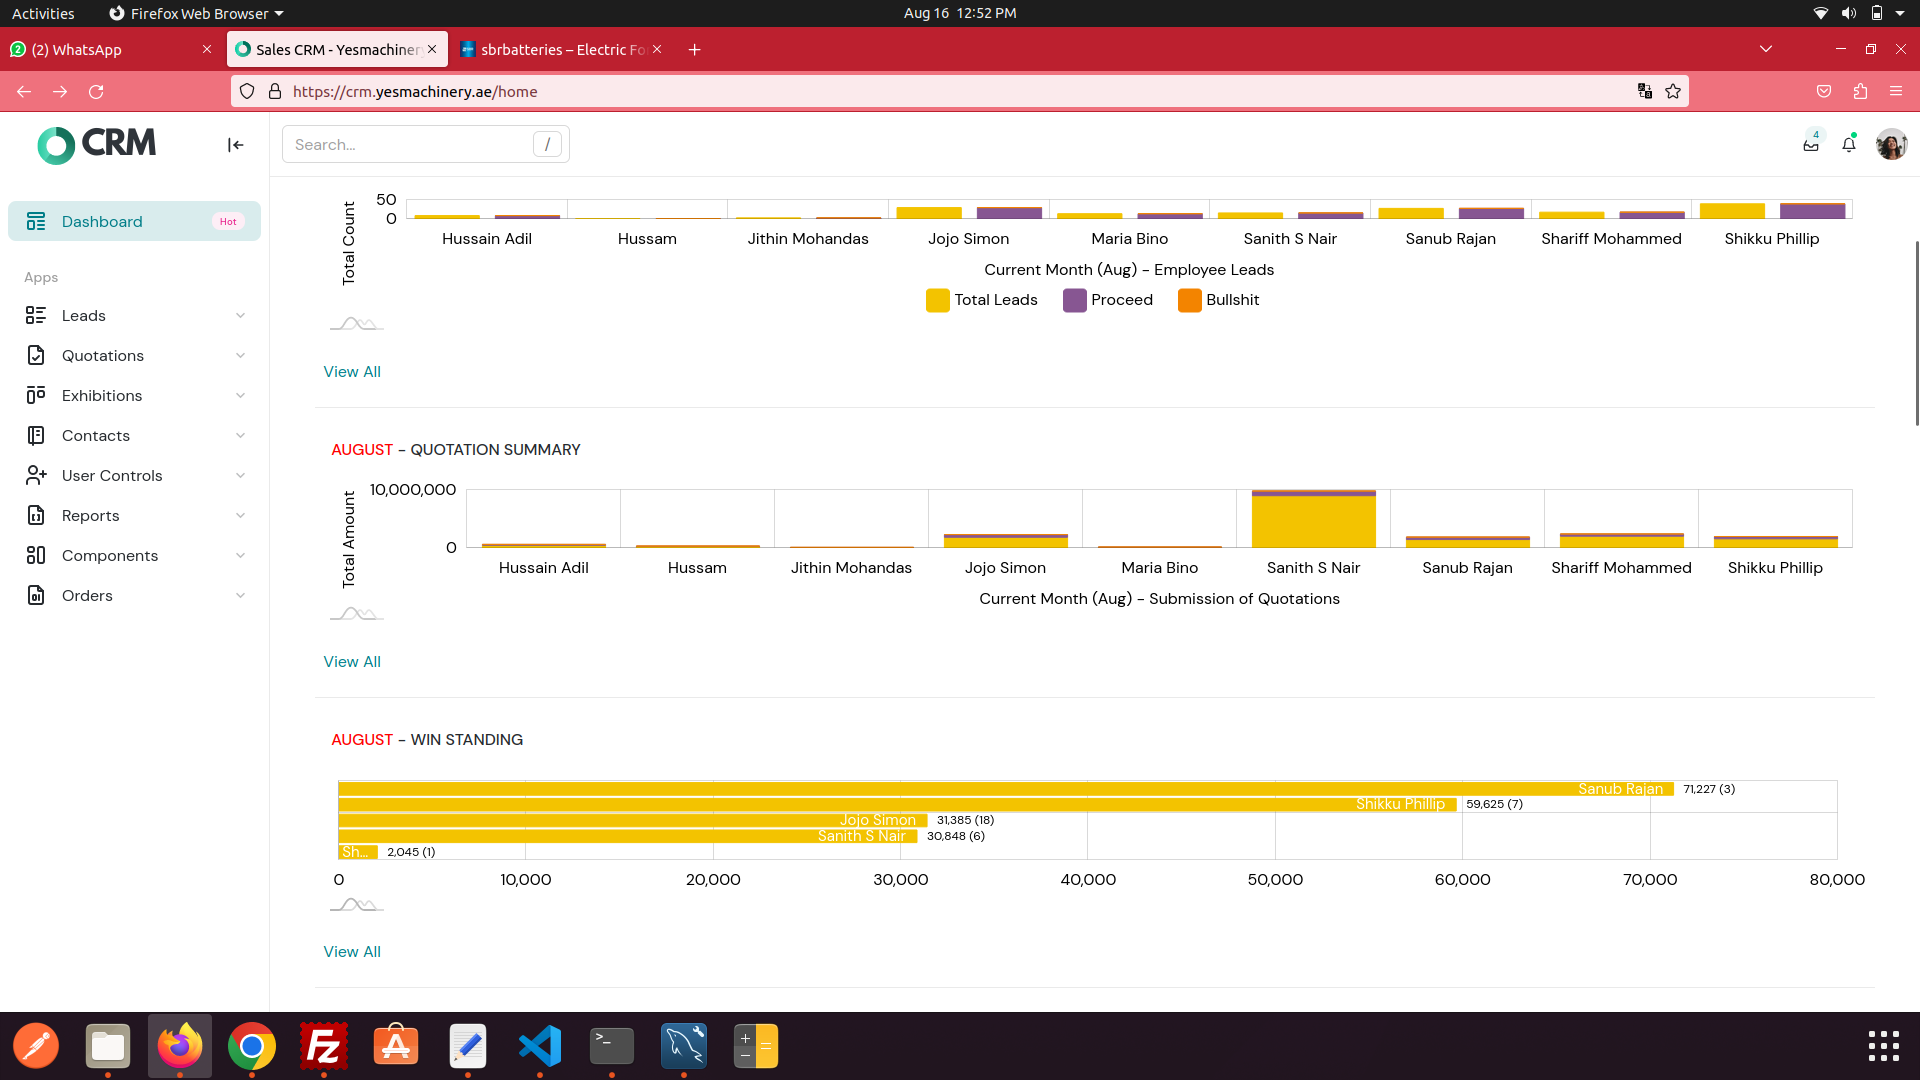 Activities
Firefox Web Browser
Aug 16 12:52 PM
2 (2) WhatsApp
Sales CRM - Yesmachinery
sbrbatteries – Electric Fo
https://crm.yesmachinery.ae/home
CRM
Search...
/
4
Dashboard
Hot
Apps
Leads
Quotations
Exhibitions
Contacts
User Controls
Reports
Components
Orders
Total Count
50
0
Hussain Adil
Hussam
Jithin Mohandas
Jojo Simon
Maria Bino
Sanith S Nair
Sanub Rajan
Shariff Mohammed
Shikku Phillip
Current Month (Aug) - Employee Leads
Total Leads
Proceed
Bullshit
View All
AUGUST - QUOTATION SUMMARY
Total Amount
10,000,000
0
Hussain Adil
Hussam
Jithin Mohandas
Jojo Simon
Maria Bino
Sanith S Nair
Sanub Rajan
Shariff Mohammed
Shikku Phillip
Current Month (Aug) - Submission of Quotations
View All
AUGUST - WIN STANDING
Sanub Rajan 71,227 (3)
Shikku Phillip 59,625 (7)
Jojo Simon 31,385 (18)
Sanith S Nair 30,848 (6)
Sh... 2,045 (1)
0
10,000
20,000
30,000
40,000
50,000
60,000
70,000
80,000
View All
Fz
A
>_